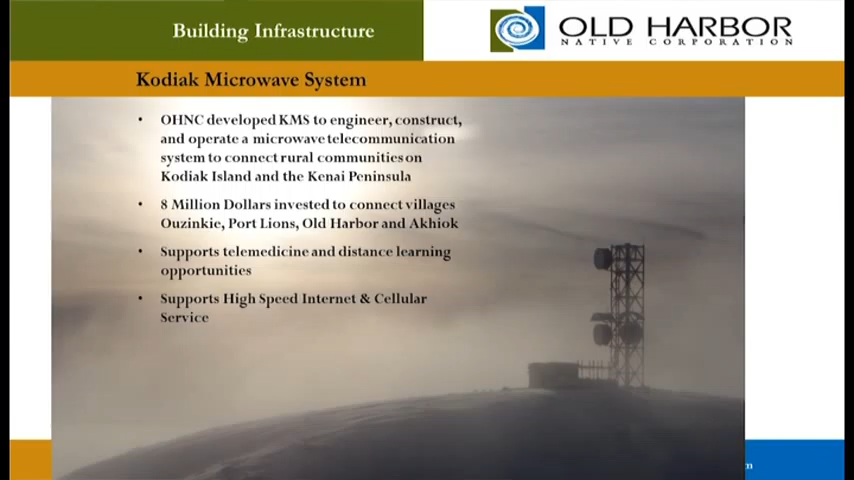 Building Infrastructure
OLD HARBOR
NATIVE CORPORATION
Kodiak Microwave System
• OHNC developed KMS to engineer, construct,
and operate a microwave telecommunication
system to connect rural communities on
Kodiak Island and the Kenai Peninsula
• 8 Million Dollars invested to connect villages
Ouzinkie, Port Lions, Old Harbor and Akhiok
• Supports telemedicine and distance learning
opportunities
• Supports High Speed Internet & Cellular
Service